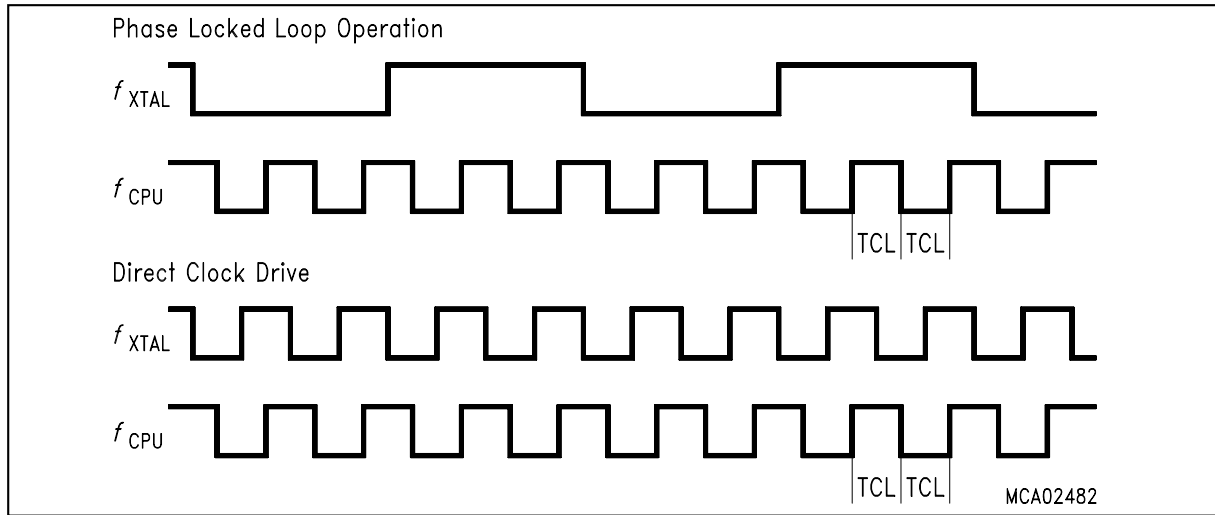 Phase Locked Loop Operation
f XTAL
f CPU
TCL TCL
Direct Clock Drive
f XTAL
f CPU
TCL TCL
MCA02482